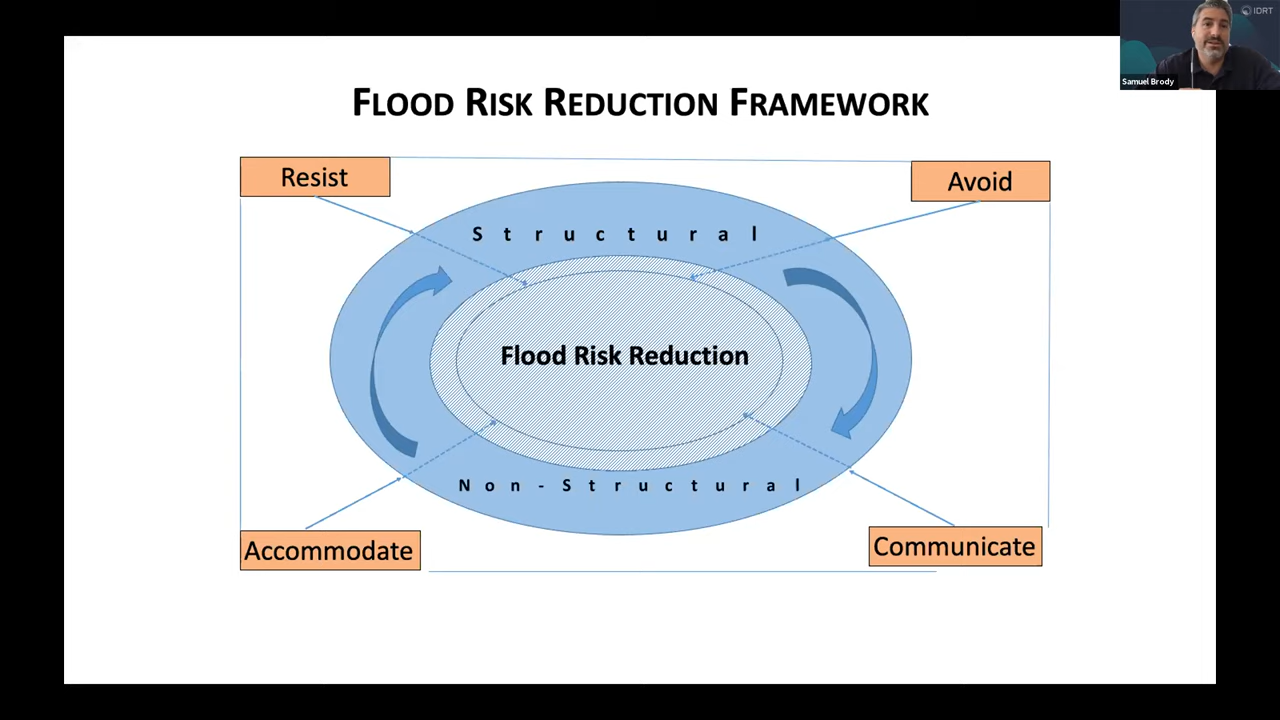 IDRT
Samuel Brody
FLOOD RISK REDUCTION FRAMEWORK
Resist
Avoid
Structural
Flood Risk Reduction
Non-Structural
Accommodate
Communicate